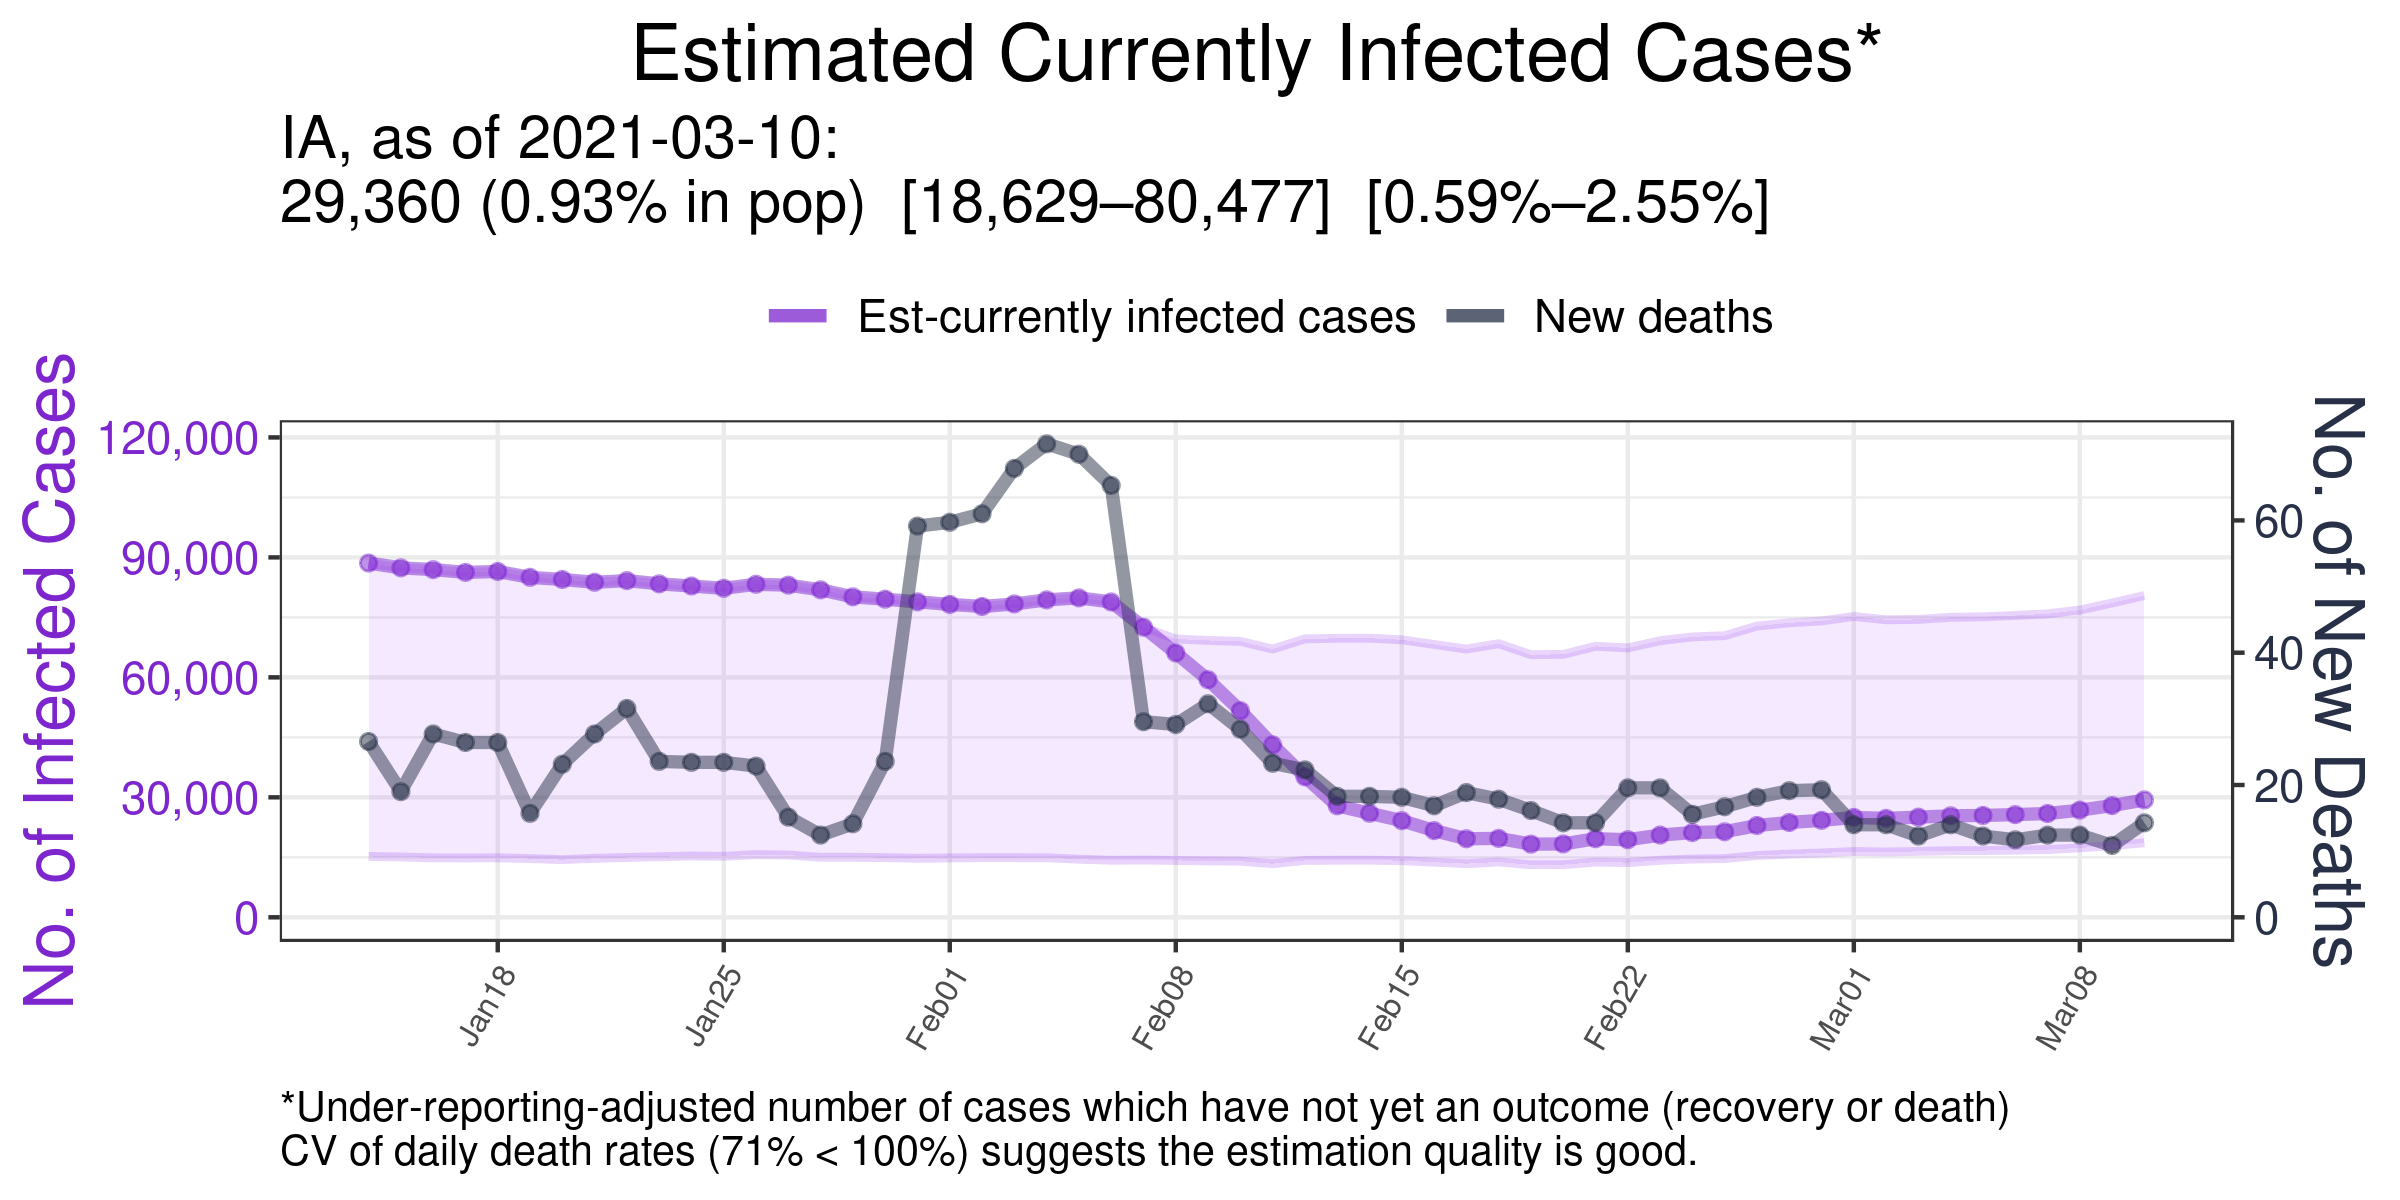 Estimated Currently Infected Cases*
IA, as of 2021-03-10:
29,360 (0.93% in pop)  [18,629–80,477]  [0.59%–2.55%]
Est-currently infected cases
New deaths
No. of Infected Cases
120,000
90,000
60,000
30,000
0
60
40
20
0
No. of New Deaths
Jan18
Jan25
Feb01
Feb08
Feb15
Feb22
Mar01
Mar08
*Under-reporting-adjusted number of cases which have not yet an outcome (recovery or death)
CV of daily death rates (71% < 100%) suggests the estimation quality is good.